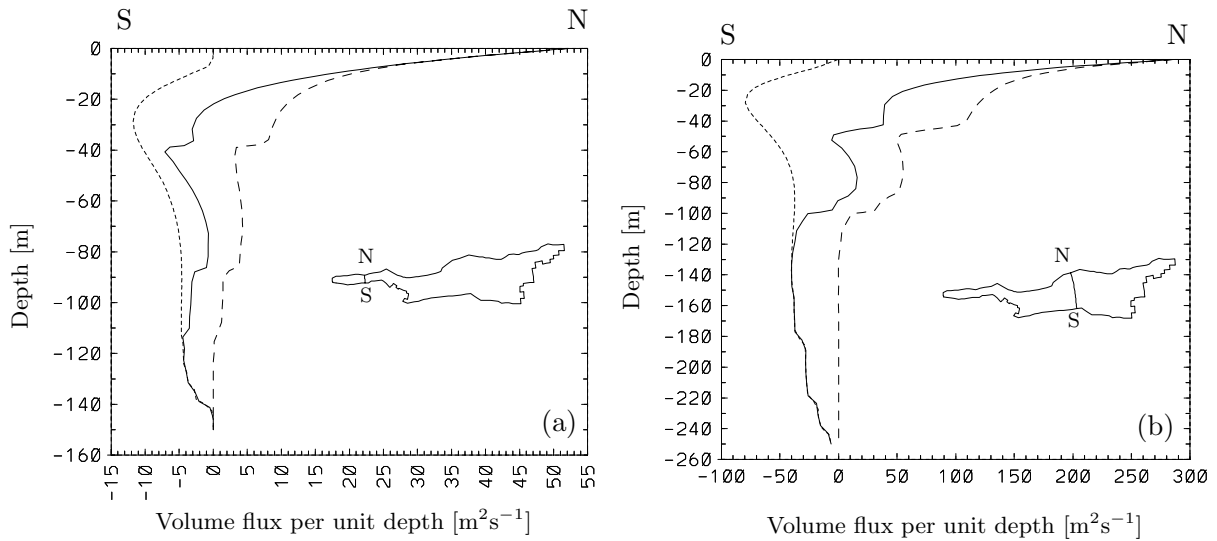 S N
0
-20
-40
-60
-80
-100
-120
-140
-160
Depth [m]
-15 -10 -5 0 5 10 15 20 25 30 35 40 45 50 55
Volume flux per unit depth [m²s⁻¹]
N
S
(a)
S N
0
-20
-40
-60
-80
-100
-110
-130
-140
-160
-180
-200
-220
-240
-260
Depth [m]
-100 -50 0 50 100 150 200 250 300
Volume flux per unit depth [m²s⁻¹]
N
S
(b)